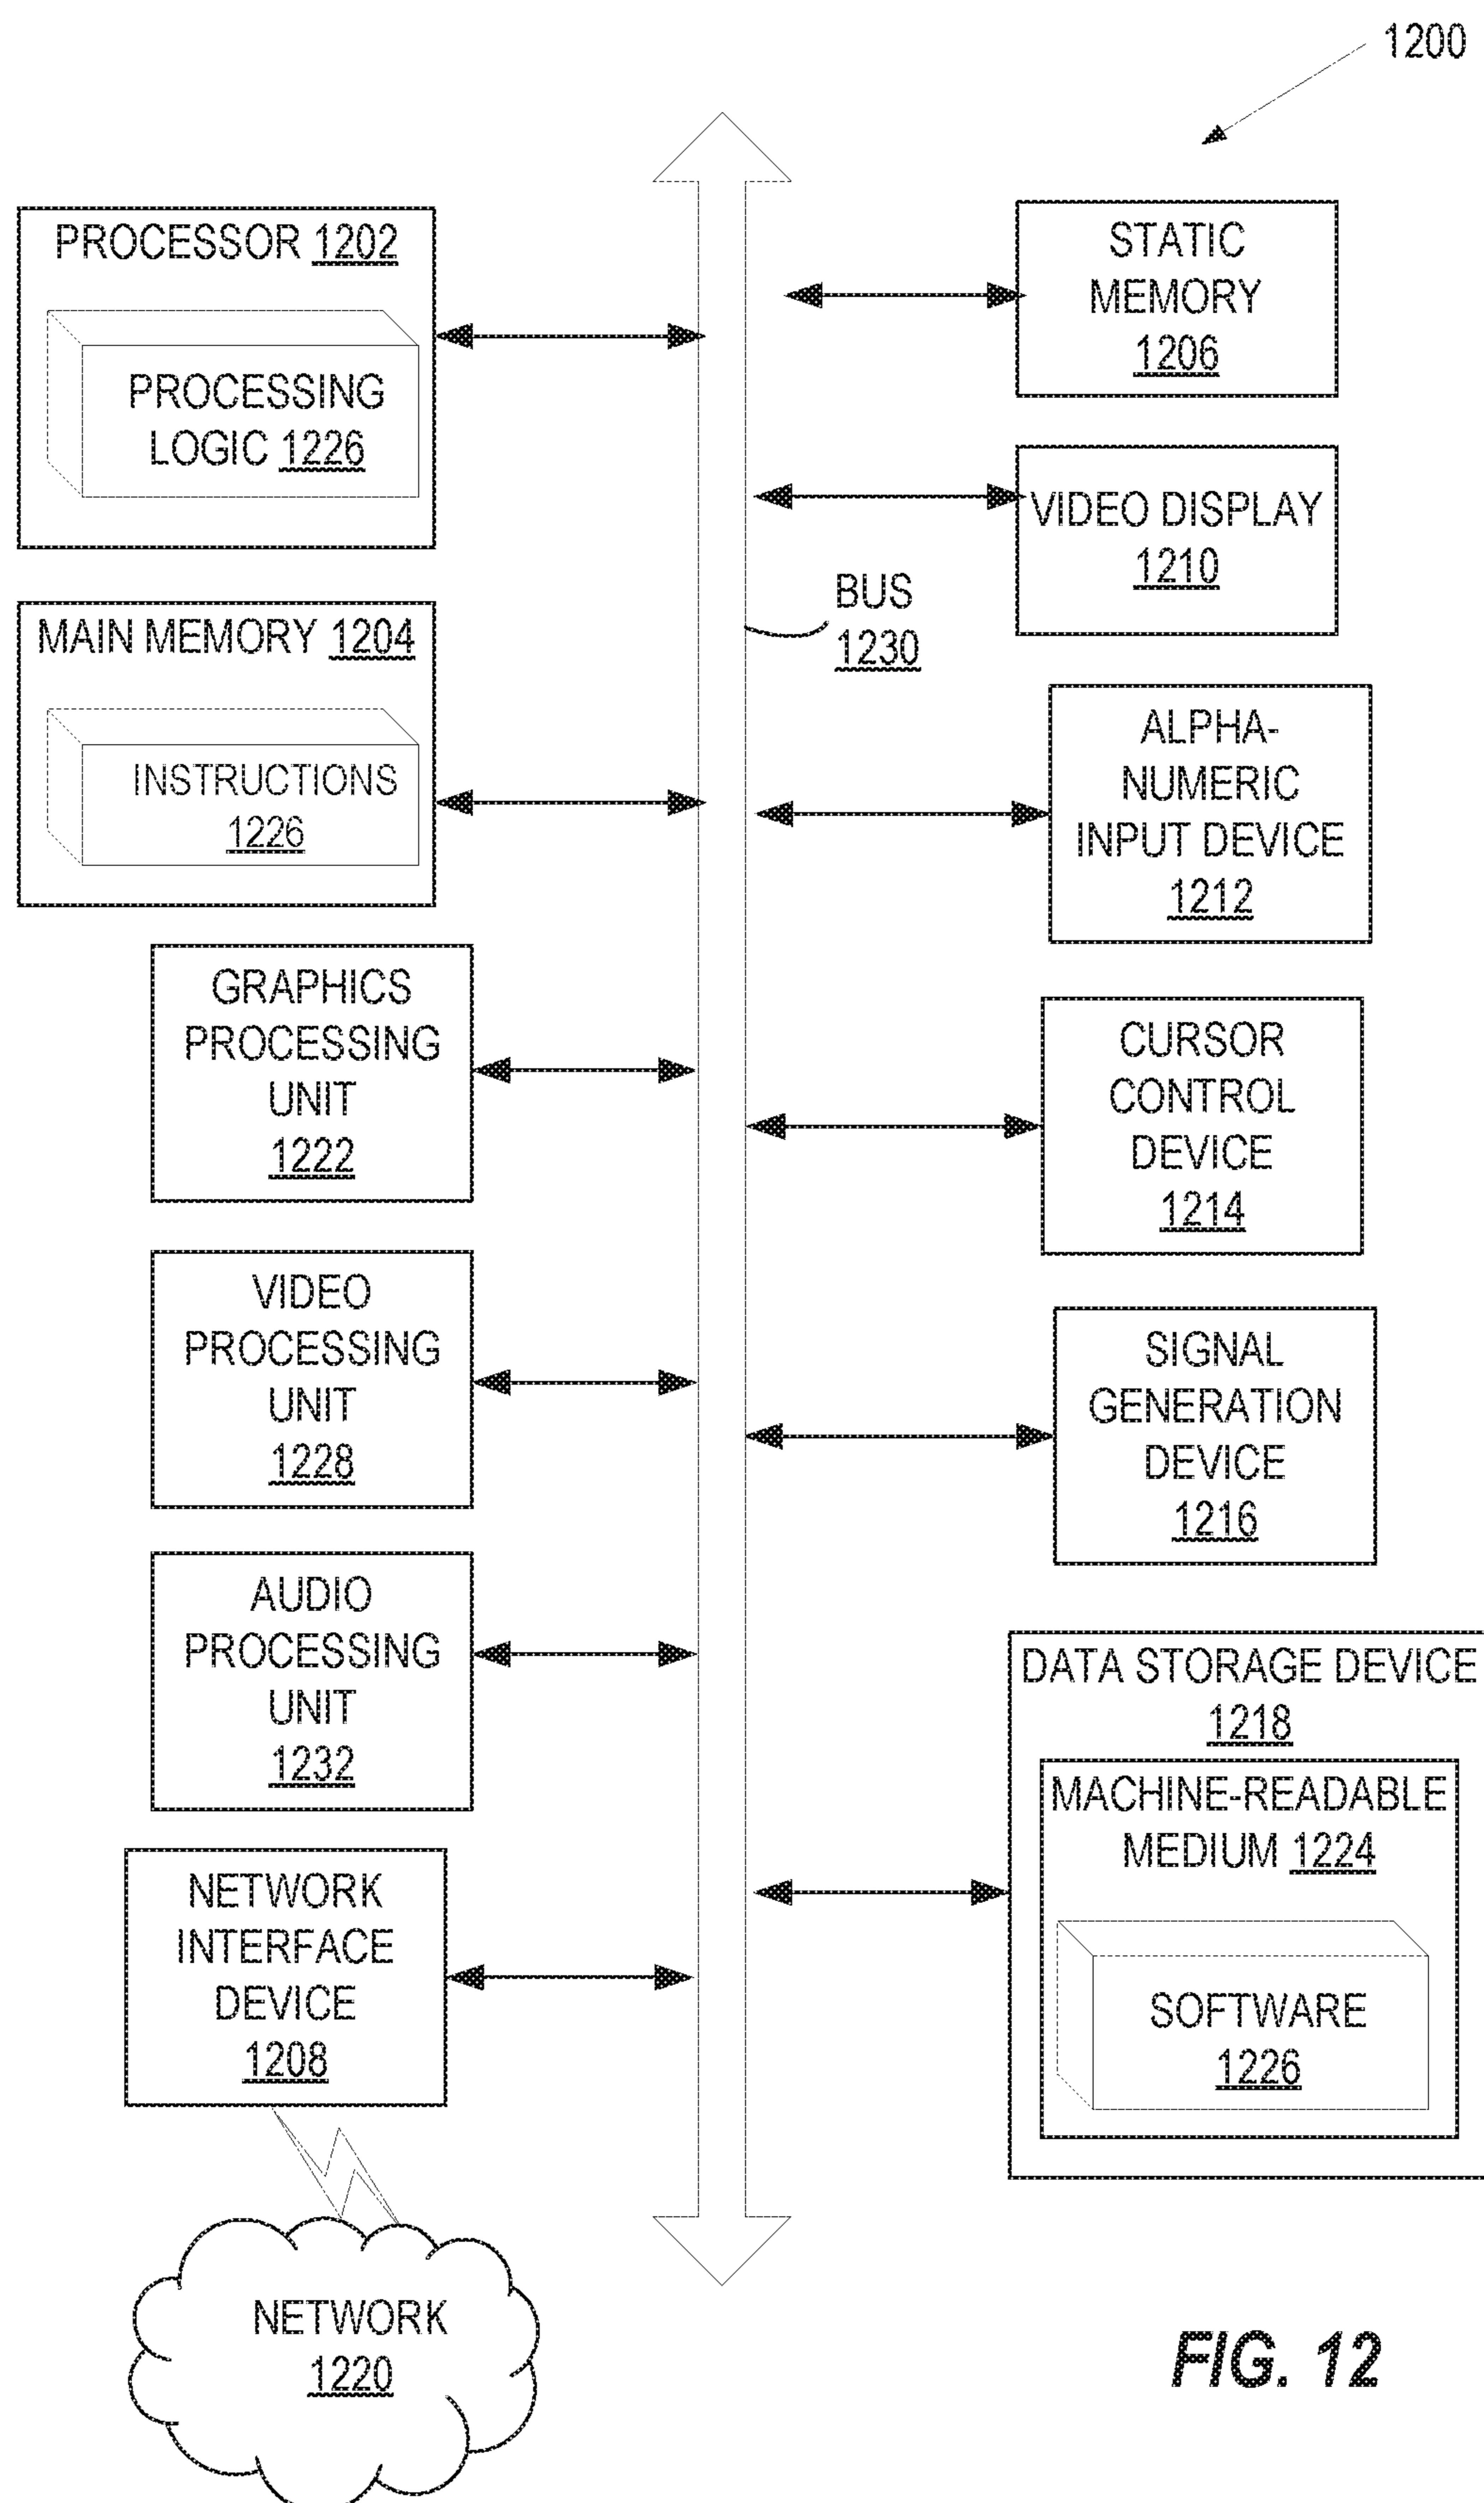 1200
PROCESSOR 1202
PROCESSING
LOGIC 1226
MAIN MEMORY 1204
INSTRUCTIONS
1226
GRAPHICS
PROCESSING
UNIT
1222
VIDEO
PROCESSING
UNIT
1228
AUDIO
PROCESSING
UNIT
1232
NETWORK
INTERFACE
DEVICE
1208
NETWORK
1220
BUS
1230
STATIC
MEMORY
1206
VIDEO DISPLAY
1210
ALPHA-
NUMERIC
INPUT DEVICE
1212
CURSOR
CONTROL
DEVICE
1214
SIGNAL
GENERATION
DEVICE
1216
DATA STORAGE DEVICE
1218
MACHINE-READABLE
MEDIUM 1224
SOFTWARE
1226
FIG. 12